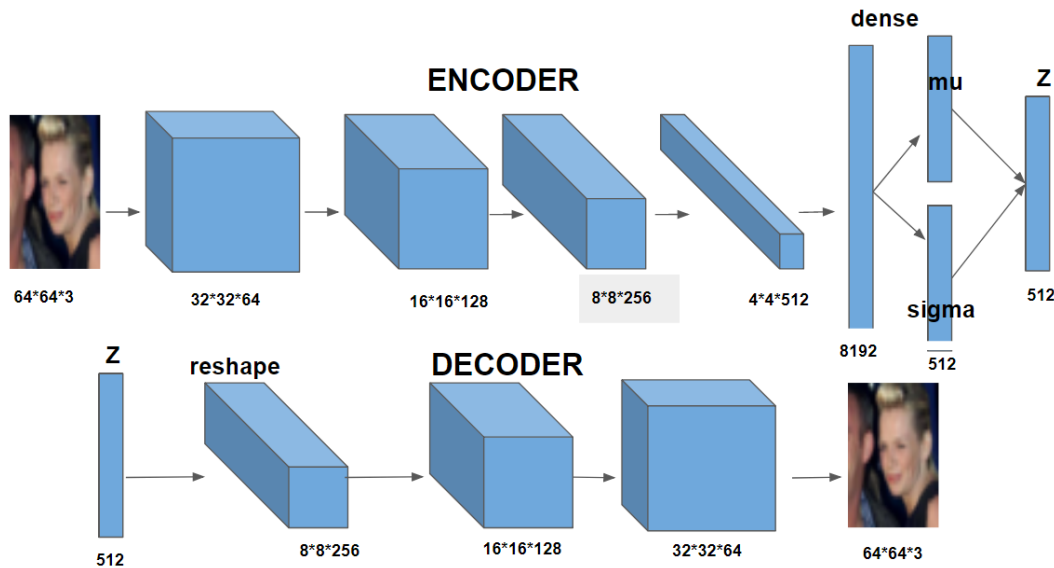 dense
ENCODER
mu
Z
64*64*3
32*32*64
16*16*128
8*8*256
4*4*512
sigma
512
8192
512
Z
reshape
DECODER
512
8*8*256
16*16*128
32*32*64
64*64*3